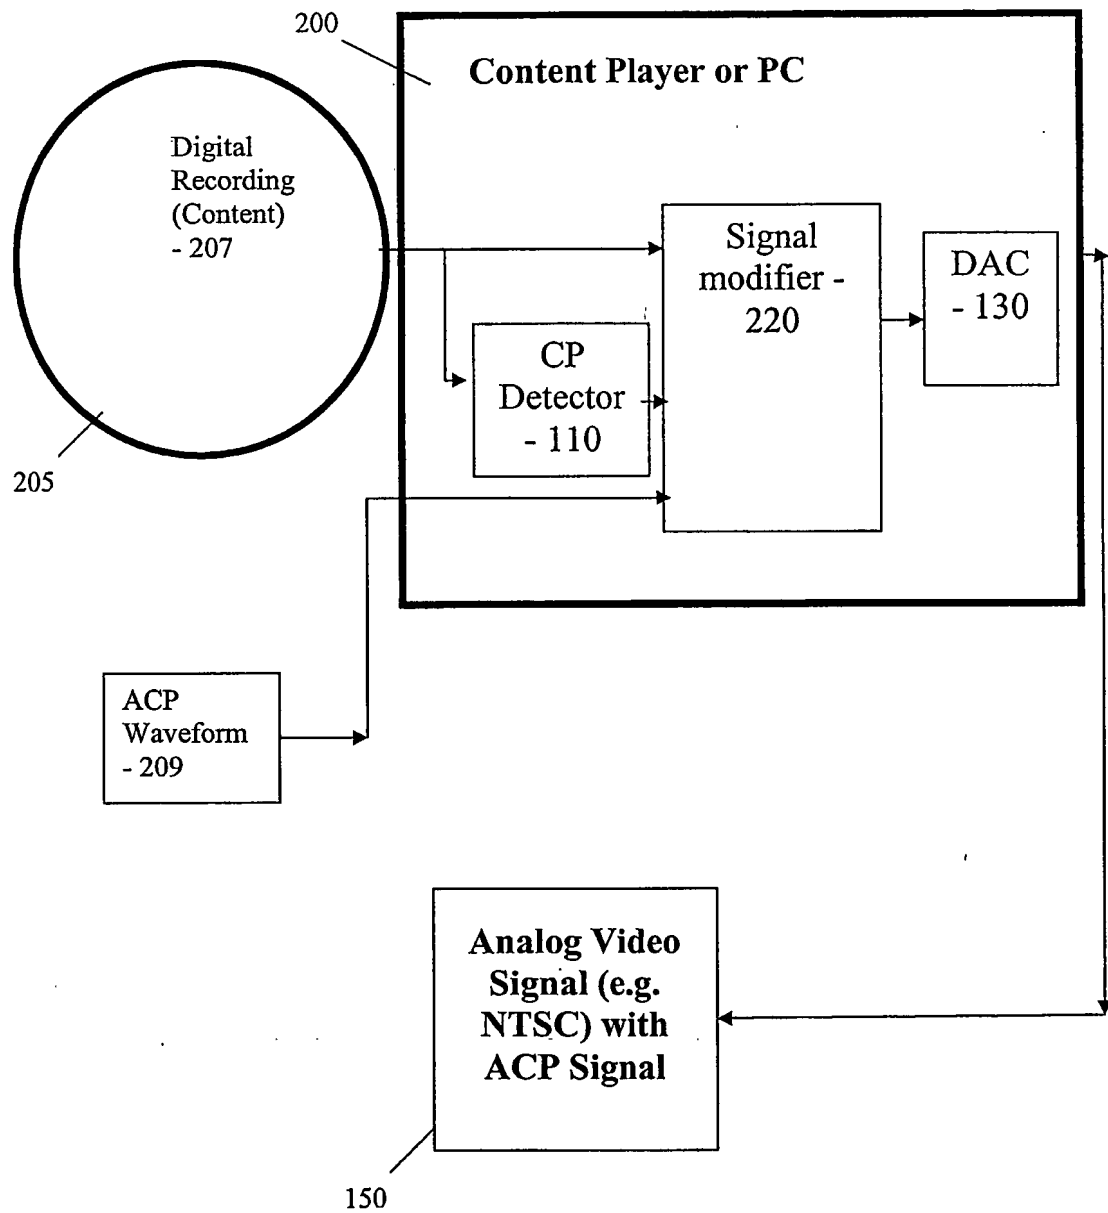 200
Content Player or PC
Digital
Recording
(Content)
- 207
Signal
modifier -
220
DAC
- 130
CP
Detector
- 110
205
ACP
Waveform
- 209
Analog Video
Signal (e.g.
NTSC) with
ACP Signal
150